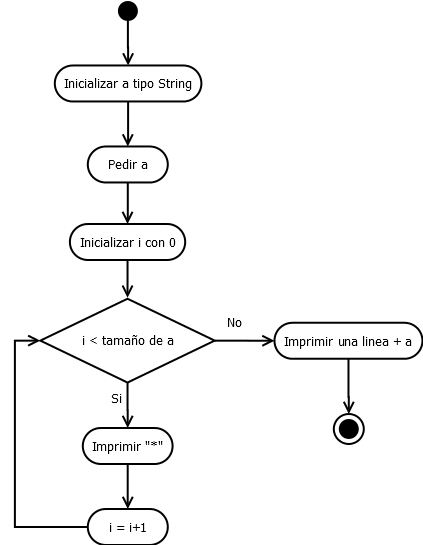 Inicializar a tipo String
Pedir a
Inicializar i con 0
i < tamaño de a
No
Imprimir una linea + a
Si
Imprimir "*"
i = i+1